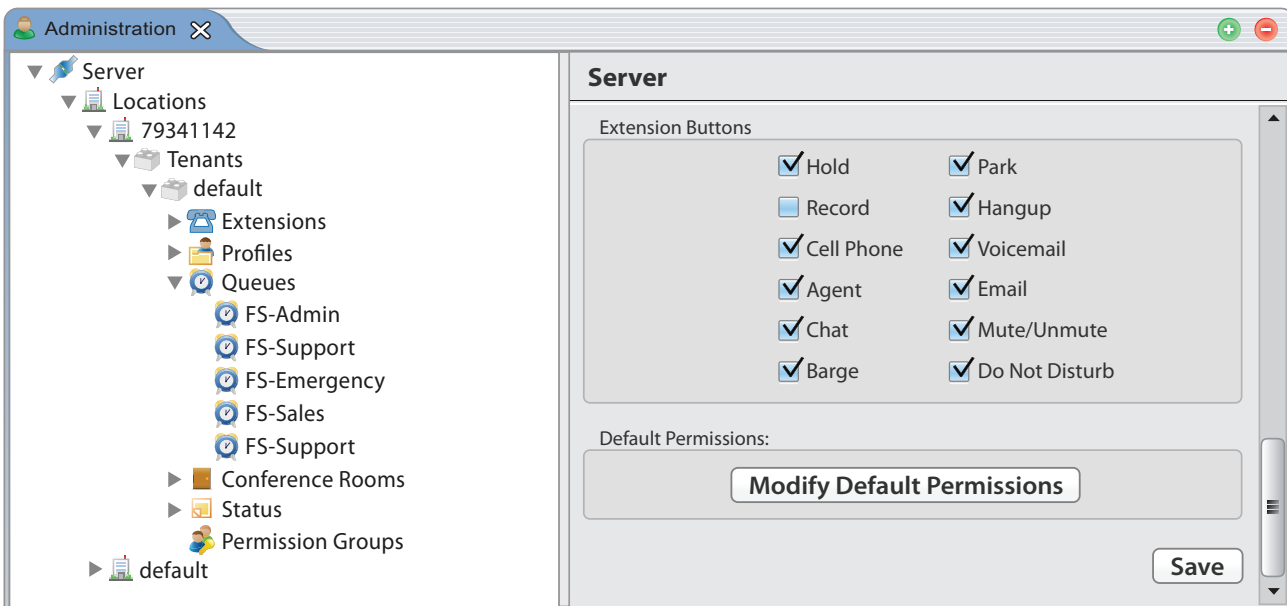 Administration
Server
Locations
79341142
Tenants
default
Extensions
Profiles
Queues
FS-Admin
FS-Support
FS-Emergency
FS-Sales
FS-Support
Conference Rooms
Status
Permission Groups
default
Server
Extension Buttons
Hold Park
Record Hangup
Cell Phone Voicemail
Agent Email
Chat Mute/Unmute
Barge Do Not Disturb
Default Permissions:
Modify Default Permissions
Save